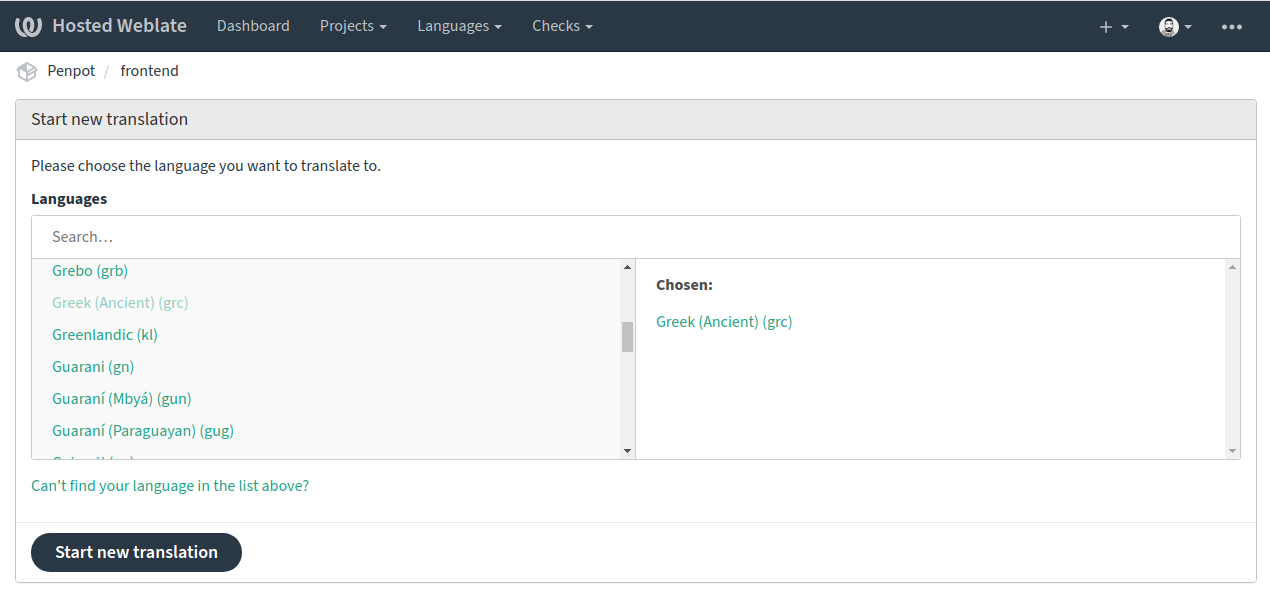 Hosted Weblate Dashboard Projects Languages Checks
Penpot / frontend
Start new translation
Please choose the language you want to translate to.
Languages
Search…
Grebo (grb)
Greek (Ancient) (grc)
Greenlandic (kl)
Guarani (gn)
Guaraní (Mbyá) (gun)
Guaraní (Paraguayan) (gug)
Chosen:
Greek (Ancient) (grc)
Can't find your language in the list above?
Start new translation